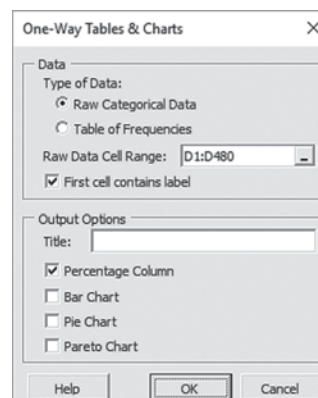 One-Way Tables & Charts
Data
Type of Data:
Raw Categorical Data
Table of Frequencies
Raw Data Cell Range: D1:D480
First cell contains label
Output Options
Title:
Percentage Column
Bar Chart
Pie Chart
Pareto Chart
Help OK Cancel